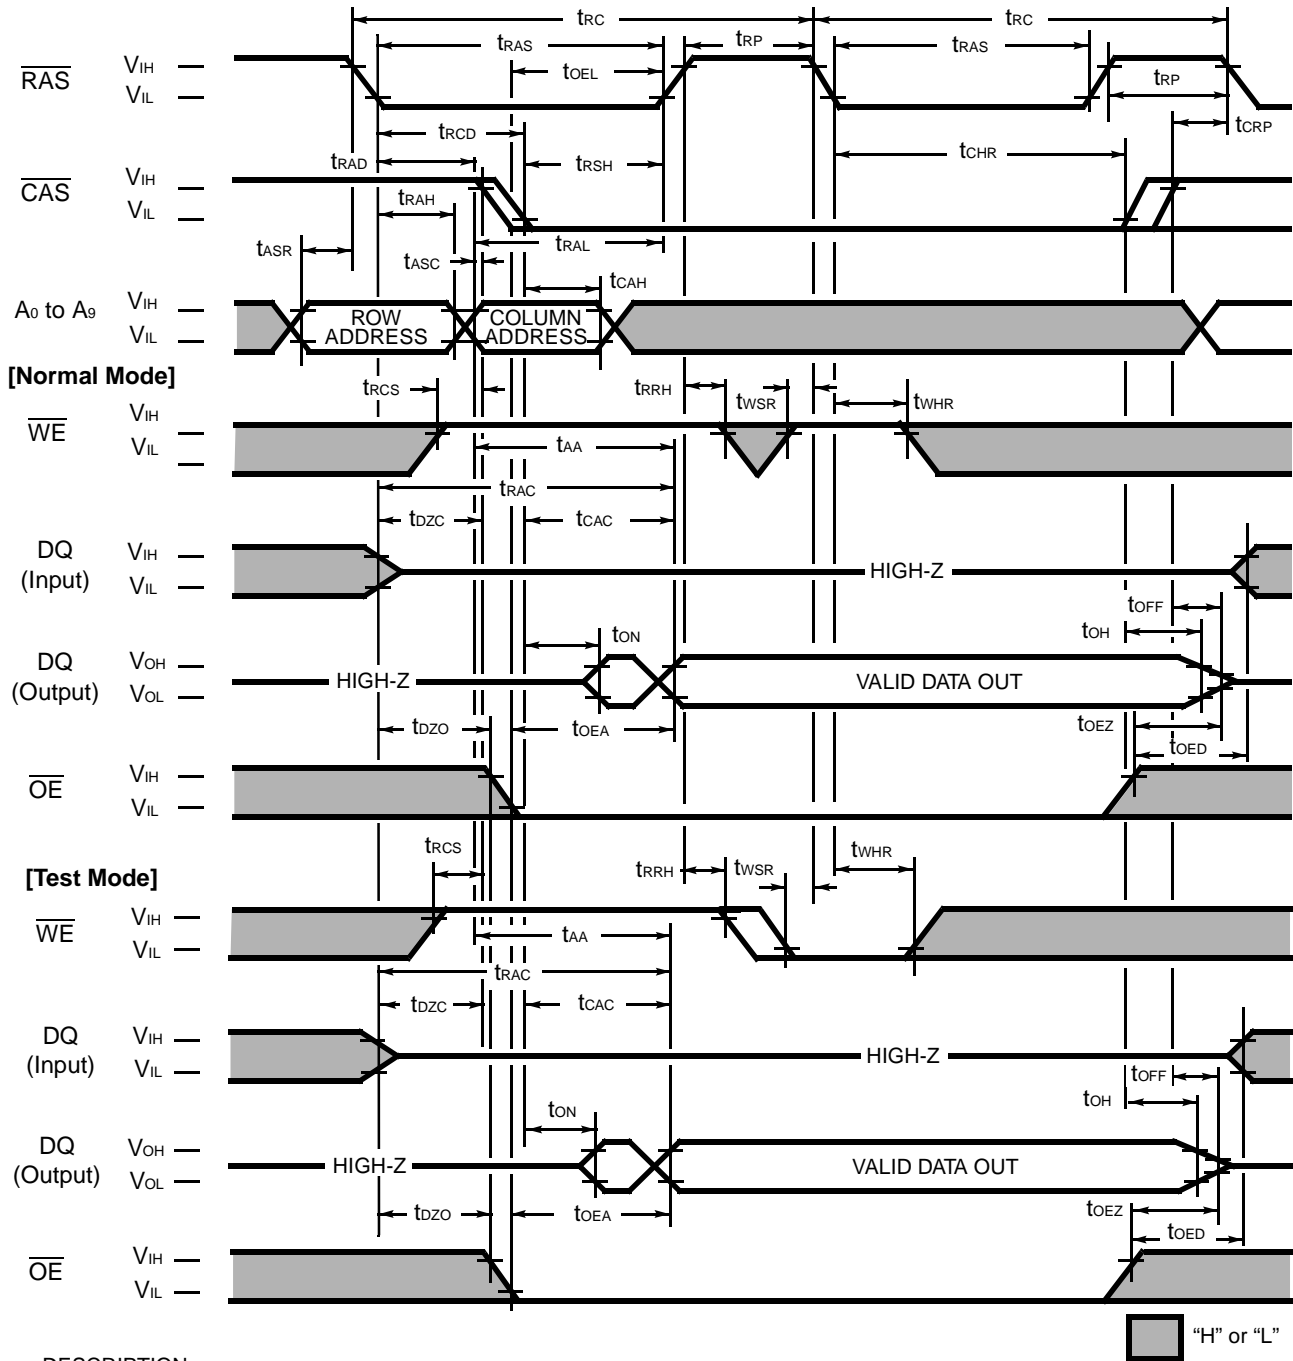 tRC tRC
tRAS tRP tRAS
RAS VIH tOEL tRP
VIL
tRCD tCRP
tRAD tRSH tCHR
CAS VIH
tRAH
VIL
tASR tRAL
tASC
tCAH
A0 to A9 VIH
ROW ADDRESS COLUMN ADDRESS
VIL
[Normal Mode]
tRCS tRRH tWSR tWHR
WE VIH
VIL
tAA
tRAC
tDZC tCAC
DQ (Input) VIH
HIGH-Z
VIL
tOFF
tON tOH
DQ (Output) VOH
HIGH-Z VALID DATA OUT
VOL
tDZO tOEA tOEZ
tOED
OE VIH
VIL
tRCS tRRH tWSR tWHR
[Test Mode]
WE VIH
VIL
tAA
tRAC
tDZC tCAC
DQ (Input) VIH
HIGH-Z
VIL
tOFF
tON tOH
DQ (Output) VOH
HIGH-Z VALID DATA OUT
VOL
tDZO tOEA tOEZ
tOED
OE VIH
VIL
"H" or "L"